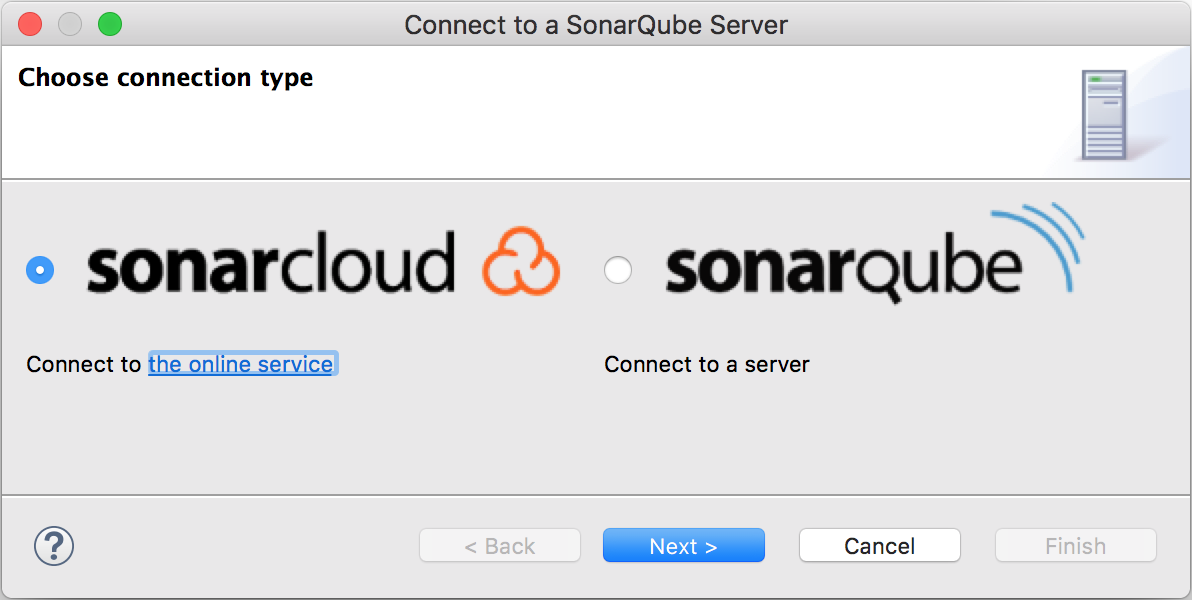 Connect to a SonarQube Server
Choose connection type
sonarcloud
sonarqube
Connect to the online service
Connect to a server
?
< Back
Next >
Cancel
Finish